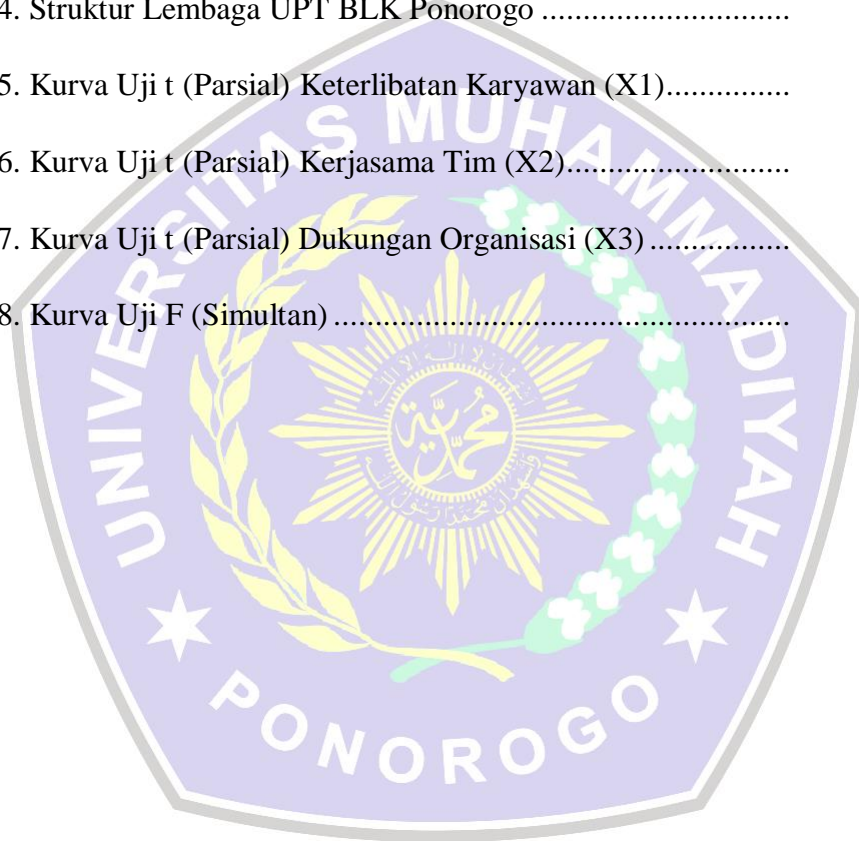 4. Struktur Lembaga UPT BLK Ponorogo ..............................
5. Kurva Uji t (Parsial) Keterlibatan Karyawan (X1)...............
6. Kurva Uji t (Parsial) Kerjasama Tim (X2)..........................
7. Kurva Uji t (Parsial) Dukungan Organisasi (X3) .................
8. Kurva Uji F (Simultan) .......................................................
UNIVERSITAS MUHAMMADIYAH
PONOROGO
محمدية